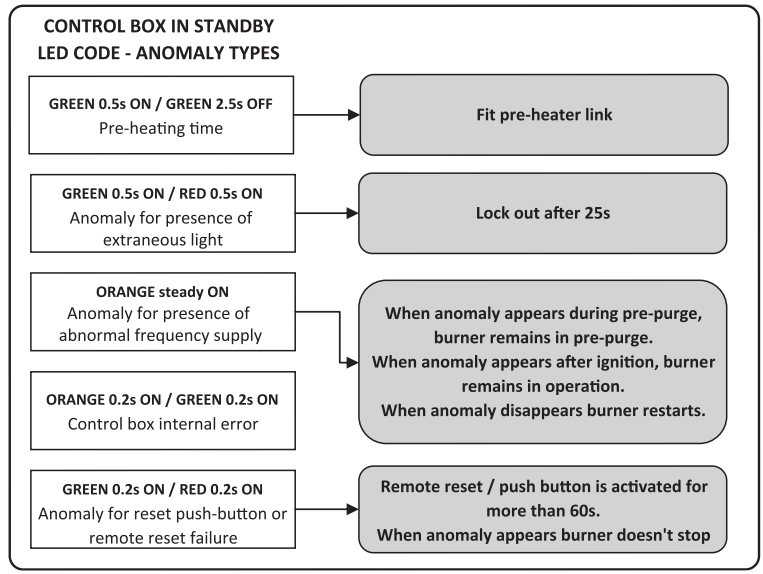 CONTROL BOX IN STANDBY
LED CODE - ANOMALY TYPES
GREEN 0.5s ON / GREEN 2.5s OFF
Pre-heating time
Fit pre-heater link
GREEN 0.5s ON / RED 0.5s ON
Anomaly for presence of
extraneous light
Lock out after 25s
ORANGE steady ON
Anomaly for presence of
abnormal frequency supply
When anomaly appears during pre-purge,
burner remains in pre-purge.
When anomaly appears after ignition, burner
remains in operation.
When anomaly disappears burner restarts.
ORANGE 0.2s ON / GREEN 0.2s ON
Control box internal error
GREEN 0.2s ON / RED 0.2s ON
Anomaly for reset push-button or
remote reset failure
Remote reset / push button is activated for
more than 60s.
When anomaly appears burner doesn't stop